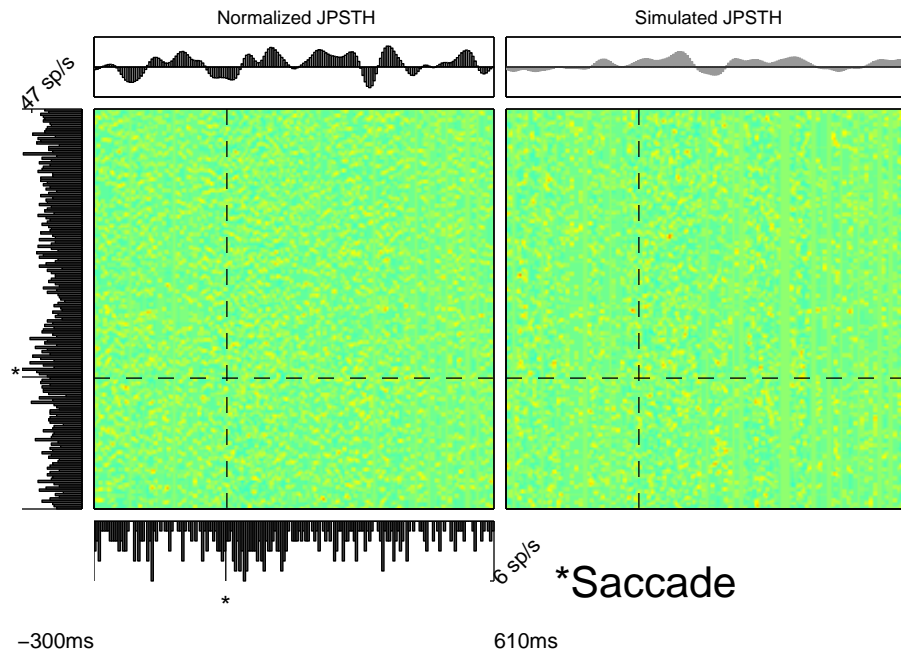 Normalized JPSTH
Simulated JPSTH
47 sp/s
*
6 sp/s
*Saccade
*
−300ms
610ms